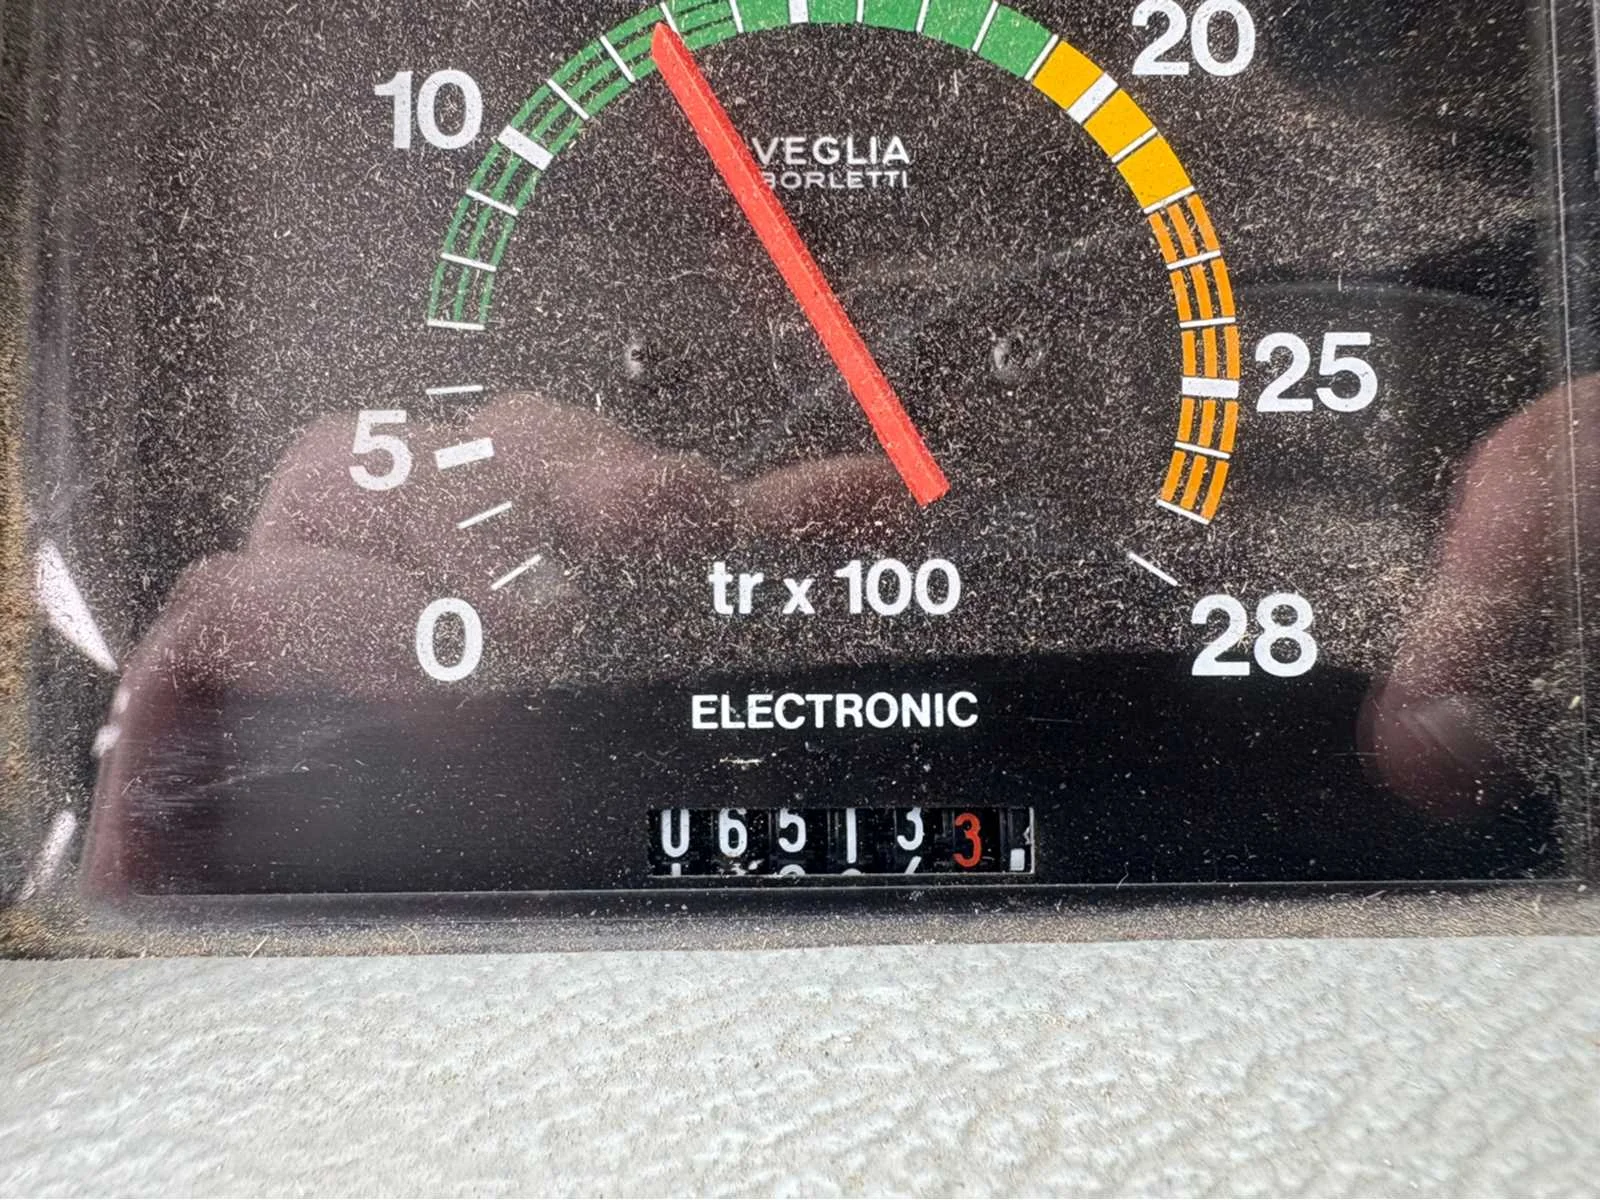 20
10
VEGLIA
BORLETTI
25
5
tr x 100
0
28
ELECTRONIC
065133